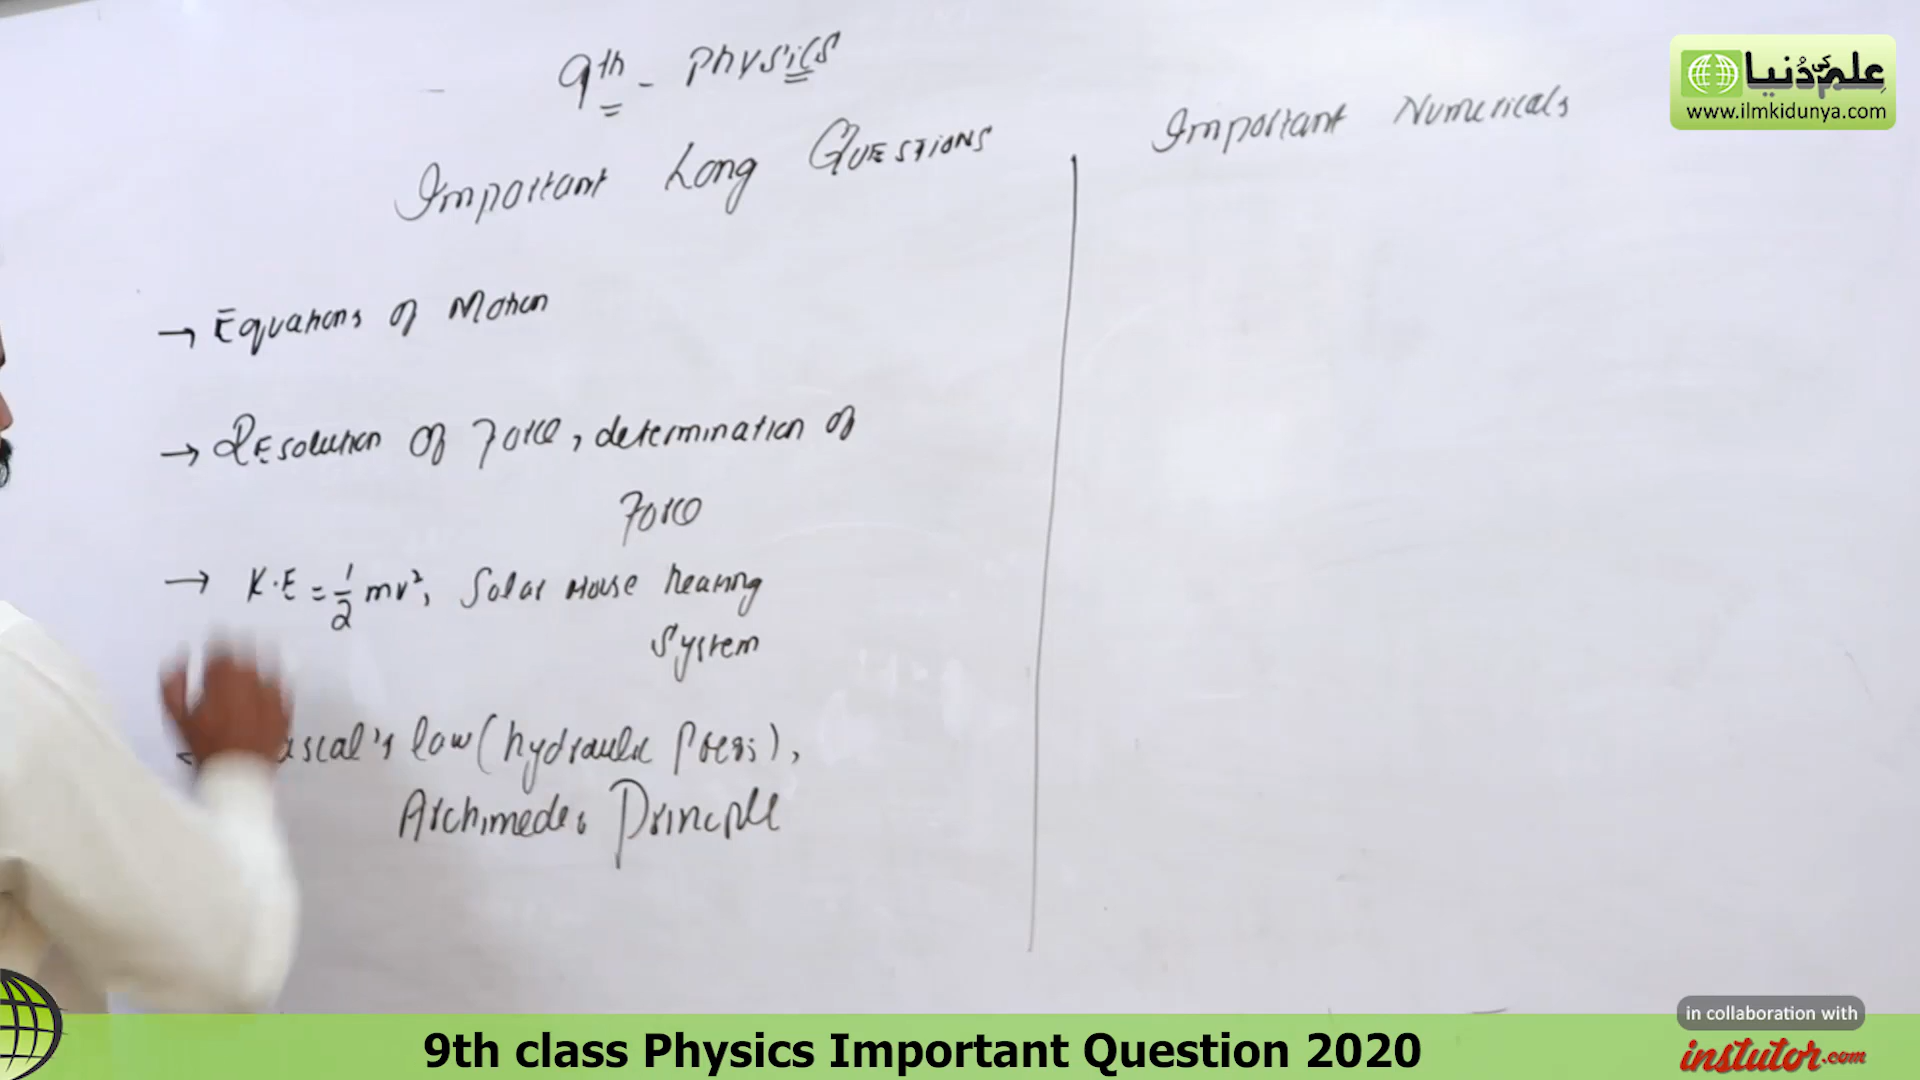 9th - Physics
Important Long Questions
Important Numericals
→ Equations of Motion
→ Resolution of Force, determination of
Force
→ K.E = 1/2 mv², Solar House heating
System
ascal's law (hydraulic Press),
Archimedes Principle
علم کی دُنیا
www.ilmkidunya.com
9th class Physics Important Question 2020
in collaboration with
instutor.com